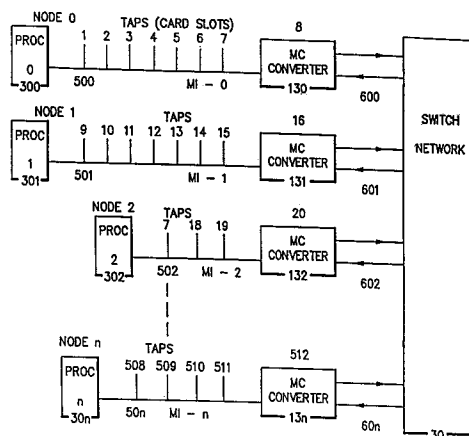 NODE 0
TAPS (CARD SLOTS)
8
PROC
0
300
1 2 3 4 5 6 7
500
MI - 0
MC
CONVERTER
130
600
NODE 1
TAPS
16
PROC
1
301
9 10 11 12 13 14 15
501
MI - 1
MC
CONVERTER
131
601
SWITCH
NETWORK
NODE 2
TAPS
20
PROC
2
302
7 18 19
502
MI - 2
MC
CONVERTER
132
602
NODE n
TAPS
512
PROC
n
30n
508 509 510 511
50n
MI - n
MC
CONVERTER
13n
60n
30